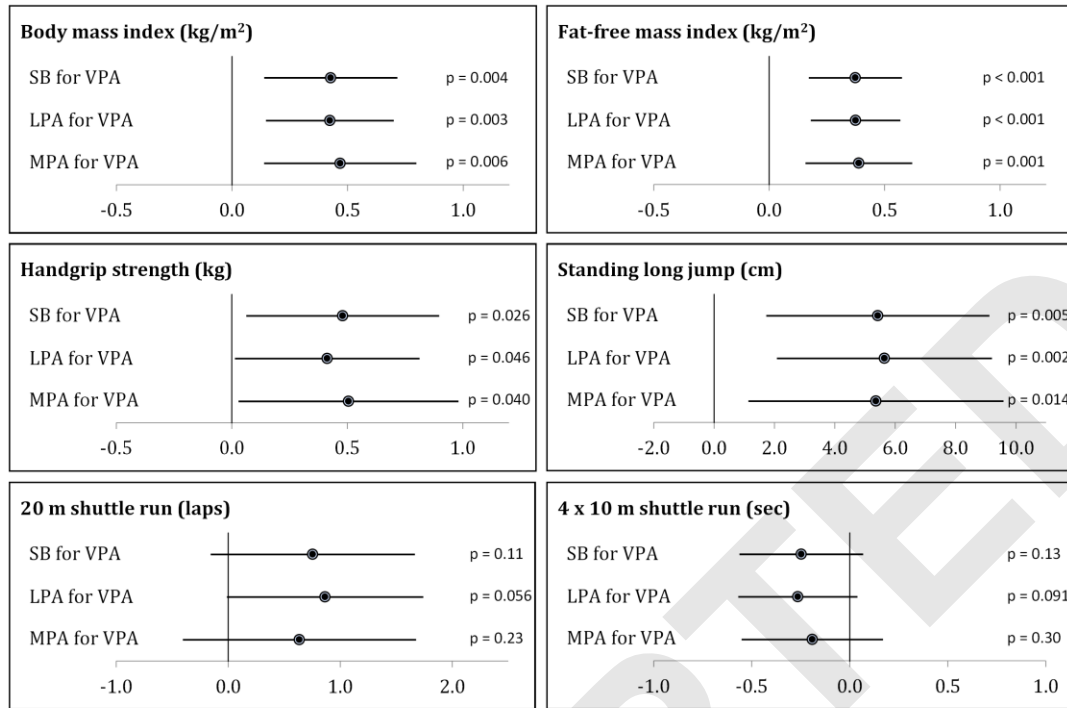 Body mass index (kg/m²)
SB for VPA p = 0.004
LPA for VPA p = 0.003
MPA for VPA p = 0.006
-0.5 0.0 0.5 1.0
Fat-free mass index (kg/m²)
SB for VPA p < 0.001
LPA for VPA p < 0.001
MPA for VPA p = 0.001
-0.5 0.0 0.5 1.0
Handgrip strength (kg)
SB for VPA p = 0.026
LPA for VPA p = 0.046
MPA for VPA p = 0.040
-0.5 0.0 0.5 1.0
Standing long jump (cm)
SB for VPA p = 0.005
LPA for VPA p = 0.002
MPA for VPA p = 0.014
-2.0 0.0 2.0 4.0 6.0 8.0 10.0
20 m shuttle run (laps)
SB for VPA p = 0.11
LPA for VPA p = 0.056
MPA for VPA p = 0.23
-1.0 0.0 1.0 2.0
4 x 10 m shuttle run (sec)
SB for VPA p = 0.13
LPA for VPA p = 0.091
MPA for VPA p = 0.30
-1.0 -0.5 0.0 0.5 1.0
PTED